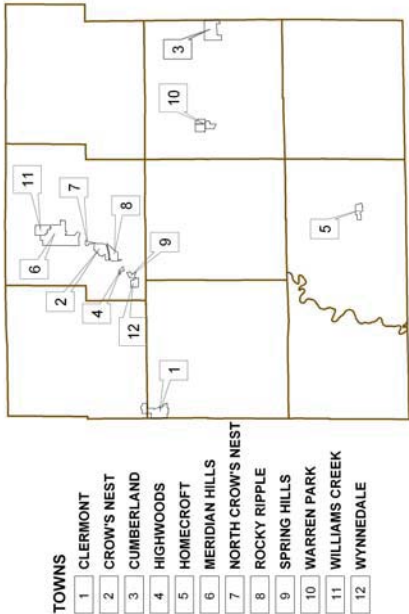 TOWNS
1 CLERMONT
2 CROW'S NEST
3 CUMBERLAND
4 HIGHWOODS
5 HOMECROFT
6 MERIDIAN HILLS
7 NORTH CROW'S NEST
8 ROCKY RIPPLE
9 SPRING HILLS
10 WARREN PARK
11 WILLIAMS CREEK
12 WYNNEDALE
11
6
7
2
8
4
9
12
1
3
10
5